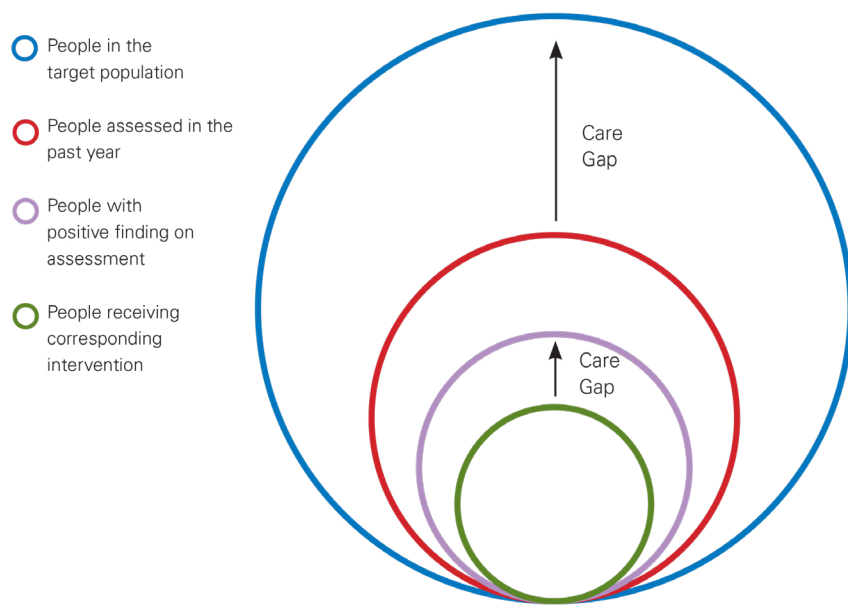 People in the
target population
People assessed in the
past year
People with
positive finding on
assessment
People receiving
corresponding
intervention
Care
Gap
Care
Gap